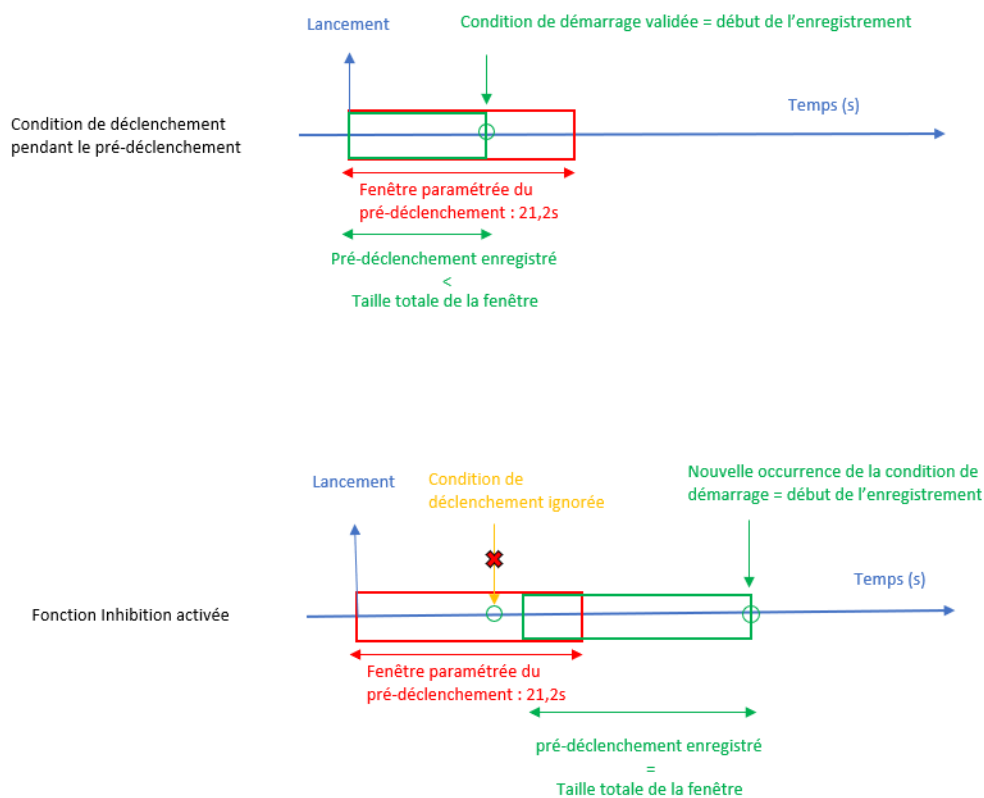 Lancement
Condition de démarrage validée = début de l'enregistrement
Temps (s)
Condition de déclenchement
pendant le pré-déclenchement
Fenêtre paramétrée du
pré-déclenchement : 21,2s
Pré-déclenchement enregistré
<
Taille totale de la fenêtre
Lancement
Condition de
déclenchement ignorée
Nouvelle occurrence de la condition de
démarrage = début de l'enregistrement
Temps (s)
Fonction Inhibition activée
Fenêtre paramétrée du
pré-déclenchement : 21,2s
pré-déclenchement enregistré
=
Taille totale de la fenêtre